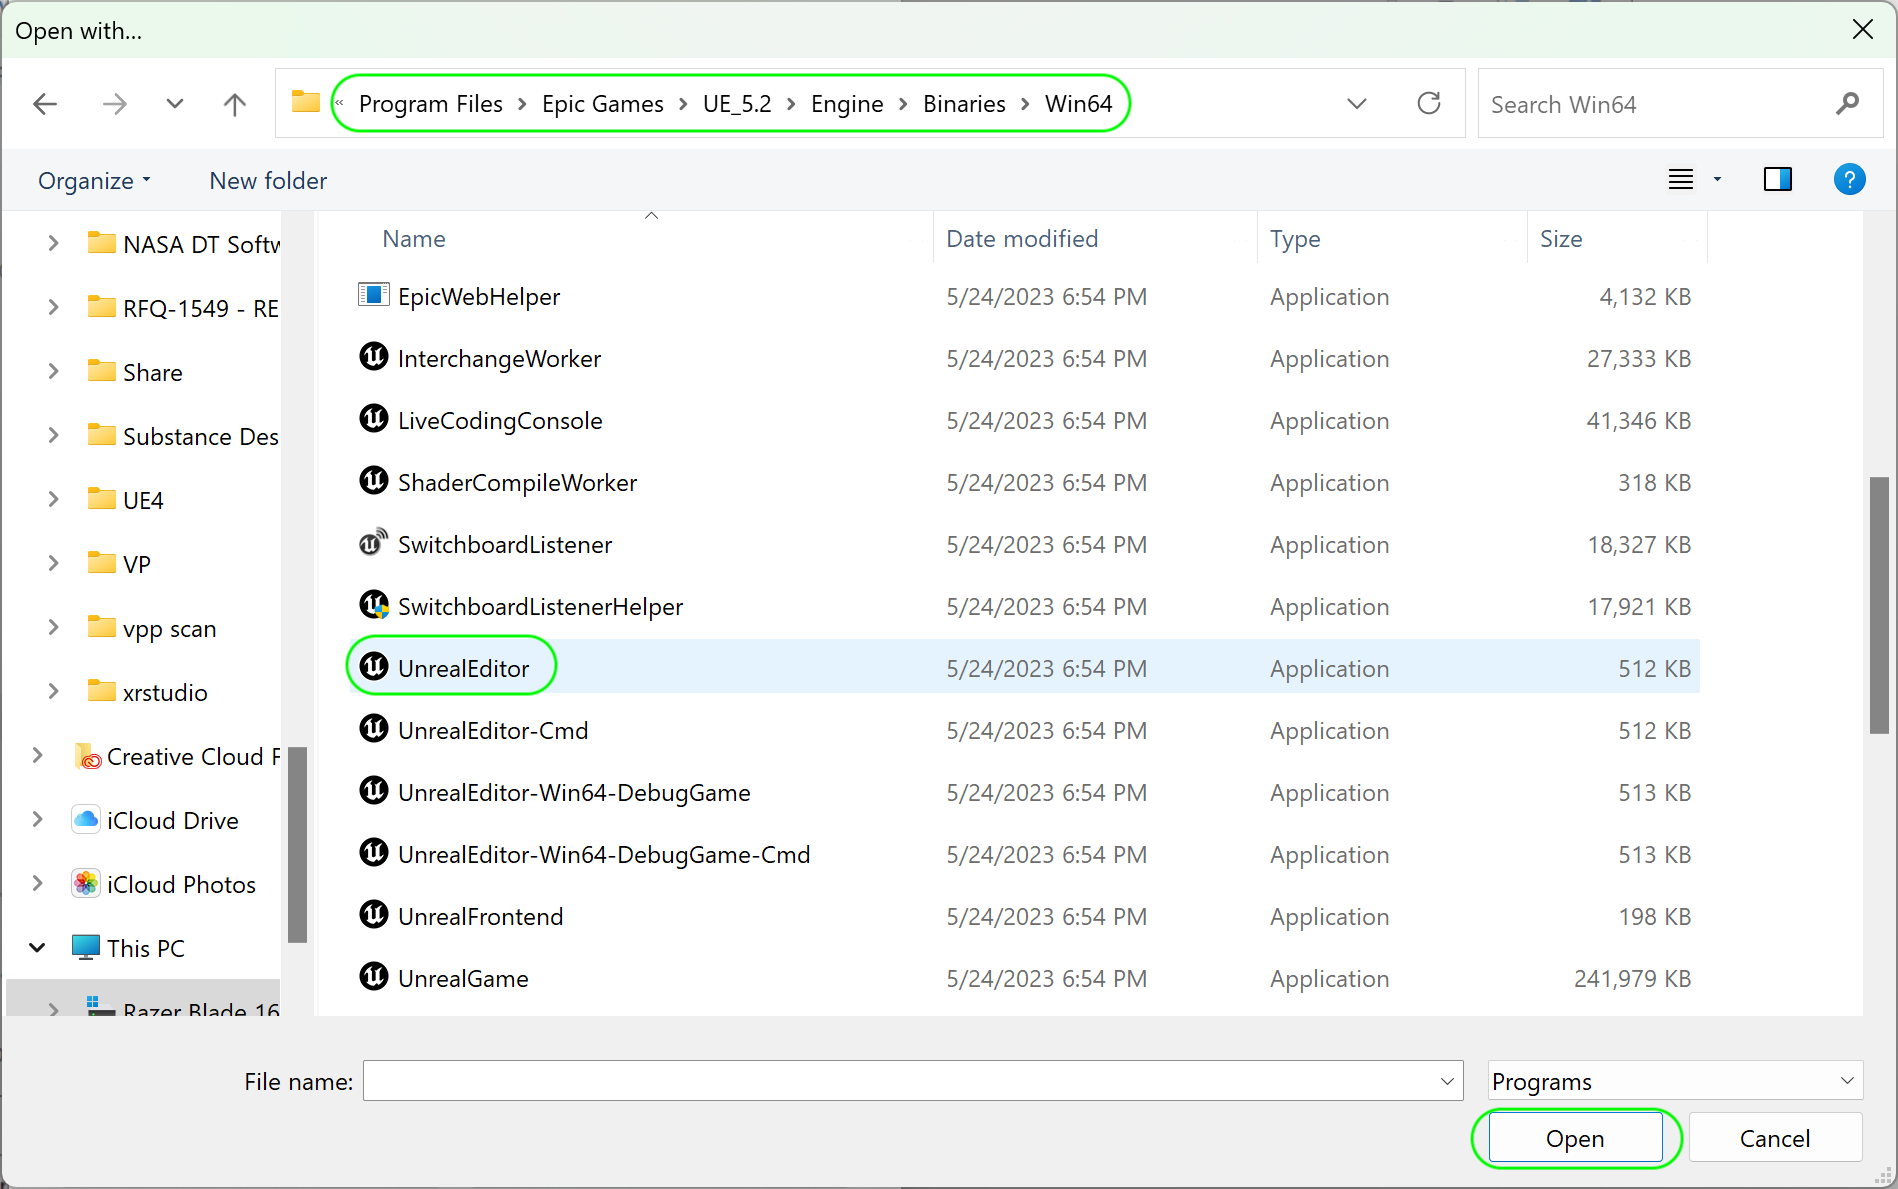 Open with...
« Program Files > Epic Games > UE_5.2 > Engine > Binaries > Win64
Search Win64
Organize New folder
?
NASA DT Softw
RFQ-1549 - RE
Share
Substance Des
UE4
VP
vpp scan
xrstudio
Creative Cloud F
iCloud Drive
iCloud Photos
This PC
Razer Blade 16
Name Date modified Type Size
EpicWebHelper 5/24/2023 6:54 PM Application 4,132 KB
InterchangeWorker 5/24/2023 6:54 PM Application 27,333 KB
LiveCodingConsole 5/24/2023 6:54 PM Application 41,346 KB
ShaderCompileWorker 5/24/2023 6:54 PM Application 318 KB
SwitchboardListener 5/24/2023 6:54 PM Application 18,327 KB
SwitchboardListenerHelper 5/24/2023 6:54 PM Application 17,921 KB
UnrealEditor 5/24/2023 6:54 PM Application 512 KB
UnrealEditor-Cmd 5/24/2023 6:54 PM Application 512 KB
UnrealEditor-Win64-DebugGame 5/24/2023 6:54 PM Application 513 KB
UnrealEditor-Win64-DebugGame-Cmd 5/24/2023 6:54 PM Application 513 KB
UnrealFrontend 5/24/2023 6:54 PM Application 198 KB
UnrealGame 5/24/2023 6:54 PM Application 241,979 KB
File name:
Programs
Open Cancel